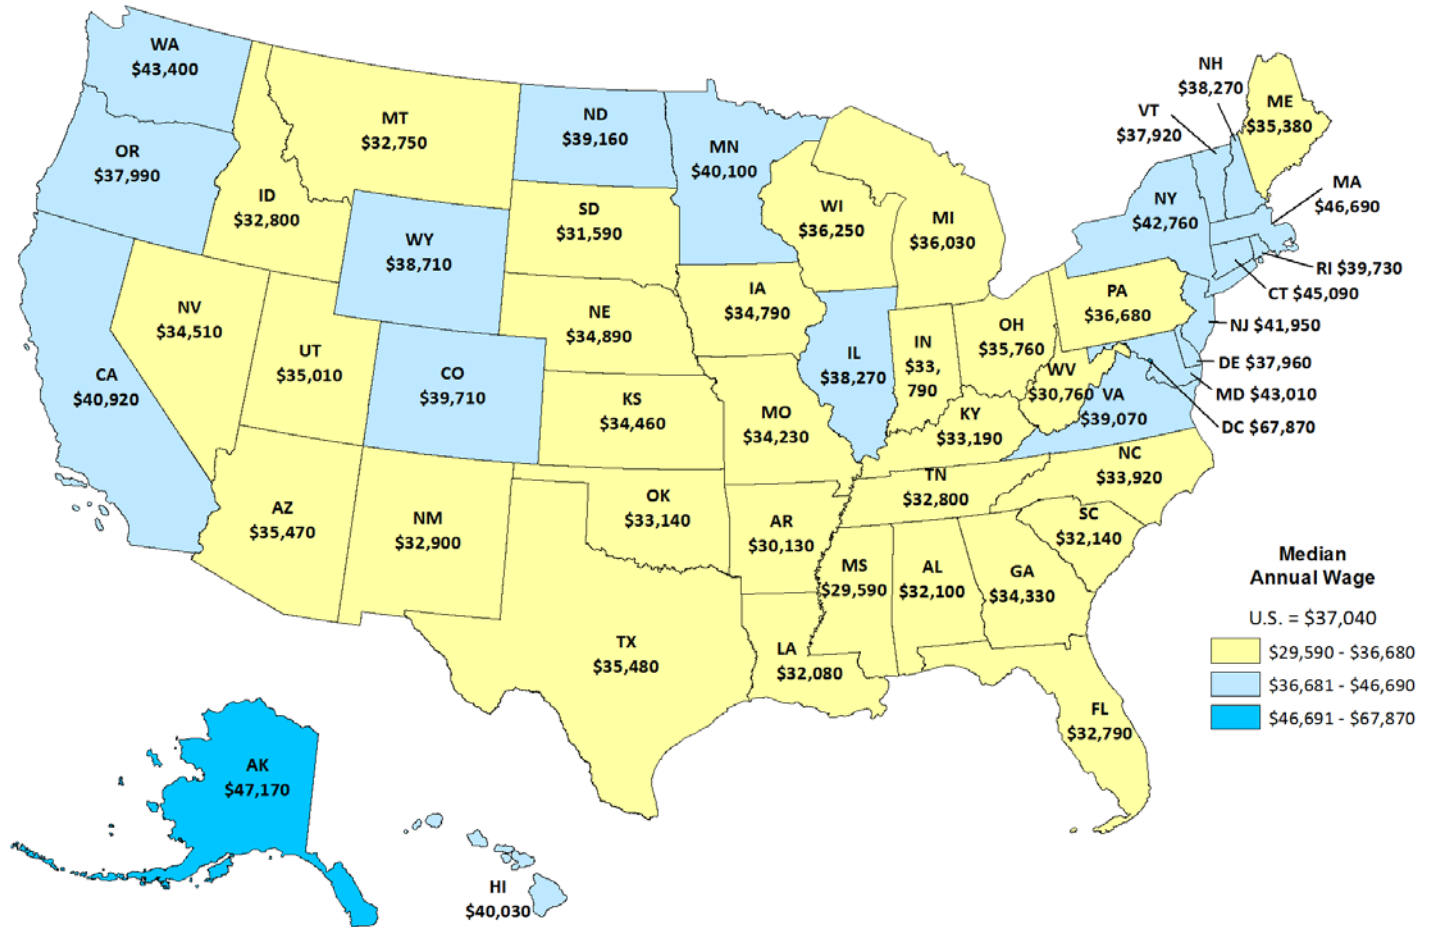 WA
$43,400
OR
$37,990
CA
$40,920
ID
$32,800
NV
$34,510
MT
$32,750
WY
$38,710
UT
$35,010
CO
$39,710
AZ
$35,470
NM
$32,900
ND
$39,160
SD
$31,590
NE
$34,890
KS
$34,460
OK
$33,140
TX
$35,480
MN
$40,100
IA
$34,790
MO
$34,230
AR
$30,130
LA
$32,080
WI
$36,250
IL
$38,270
MI
$36,030
IN
$33,
790
OH
$35,760
KY
$33,190
TN
$32,800
MS
$29,590
AL
$32,100
GA
$34,330
FL
$32,790
SC
$32,140
NC
$33,920
VA
$39,070
WV
$30,760
PA
$36,680
NY
$42,760
VT
$37,920
NH
$38,270
ME
$35,380
MA
$46,690
RI $39,730
CT $45,090
NJ $41,950
DE $37,960
MD $43,010
DC $67,870
AK
$47,170
HI
$40,030
Median
Annual Wage
U.S. = $37,040
$29,590 - $36,680
$36,681 - $46,690
$46,691 - $67,870